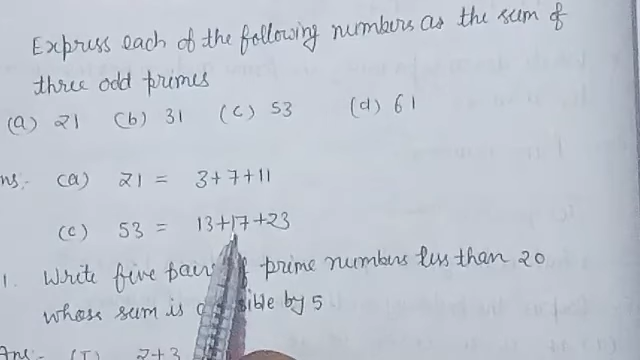 Express each of the following numbers as the sum of
three odd primes
(a) 21 (b) 31 (c) 53 (d) 61
ns:- (a) 21 = 3+7+11
(c) 53 = 13+17+23
1. Write five pair prime numbers less than 20
whose sum is by 5
Ans:- (I) 2+3